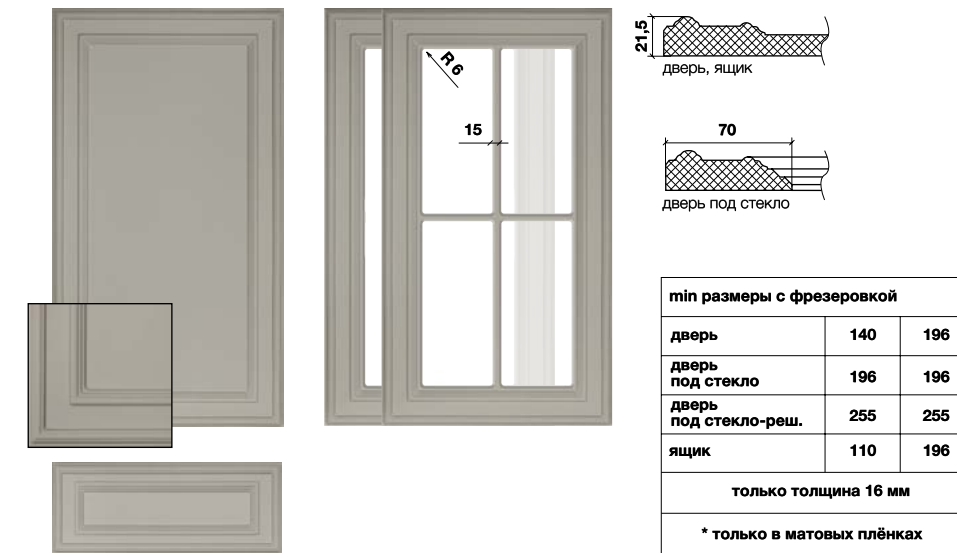 R 6
15
21,5
дверь, ящик
70
дверь под стекло
min размеры с фрезеровкой
дверь 140 196
дверь
под стекло 196 196
дверь
под стекло-реш. 255 255
ящик 110 196
только толщина 16 мм
* только в матовых плёнках